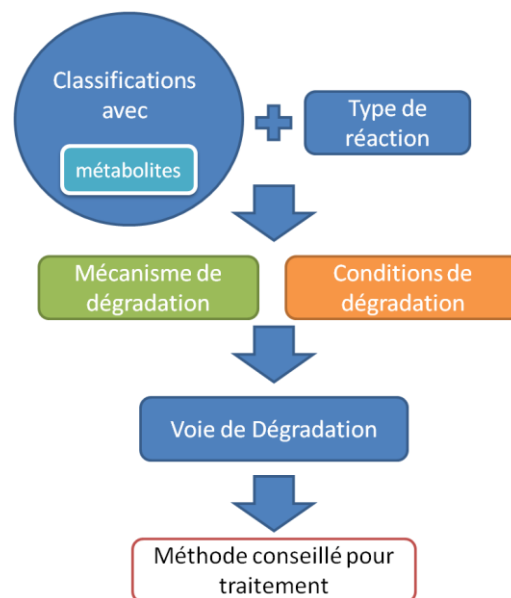 Classifications
avec
métabolites
Type de
réaction
Mécanisme de
dégradation
Conditions de
dégradation
Voie de Dégradation
Méthode conseillé pour
traitement